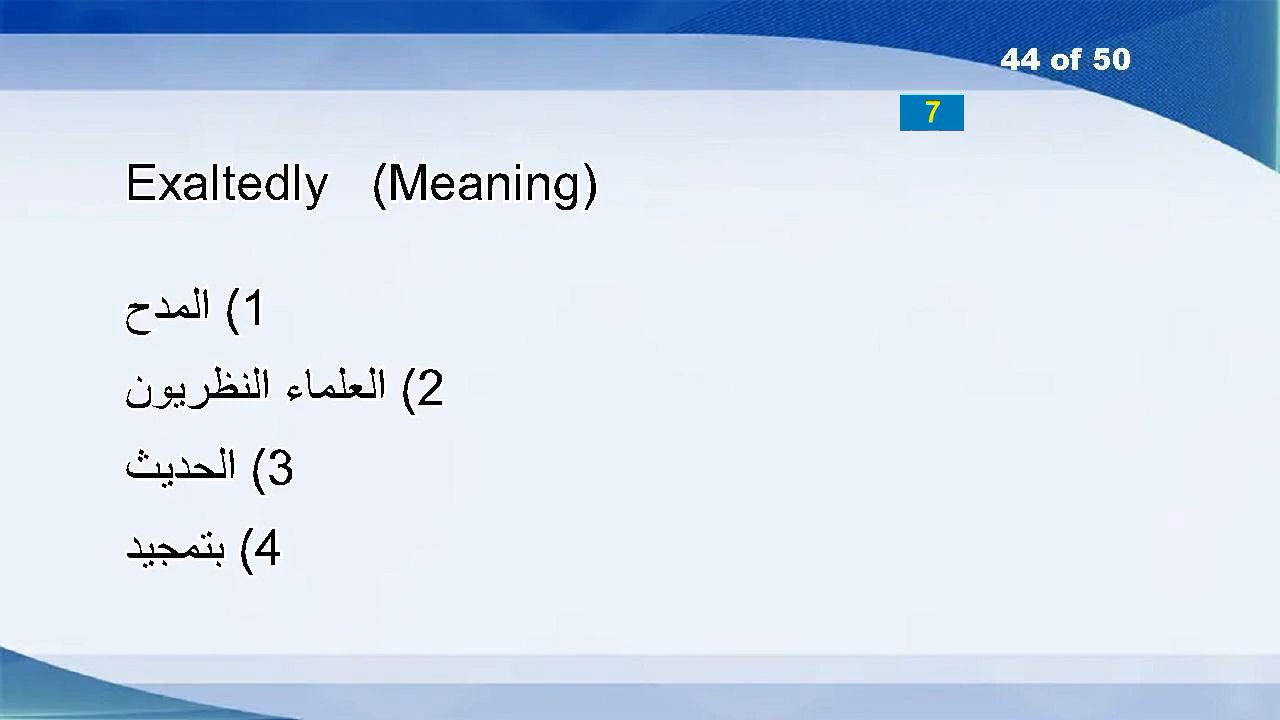 44 of 50
7
Exaltedly (Meaning)
1) المدح
2) العلماء النظريون
3) الحديث
4) بتمجيد